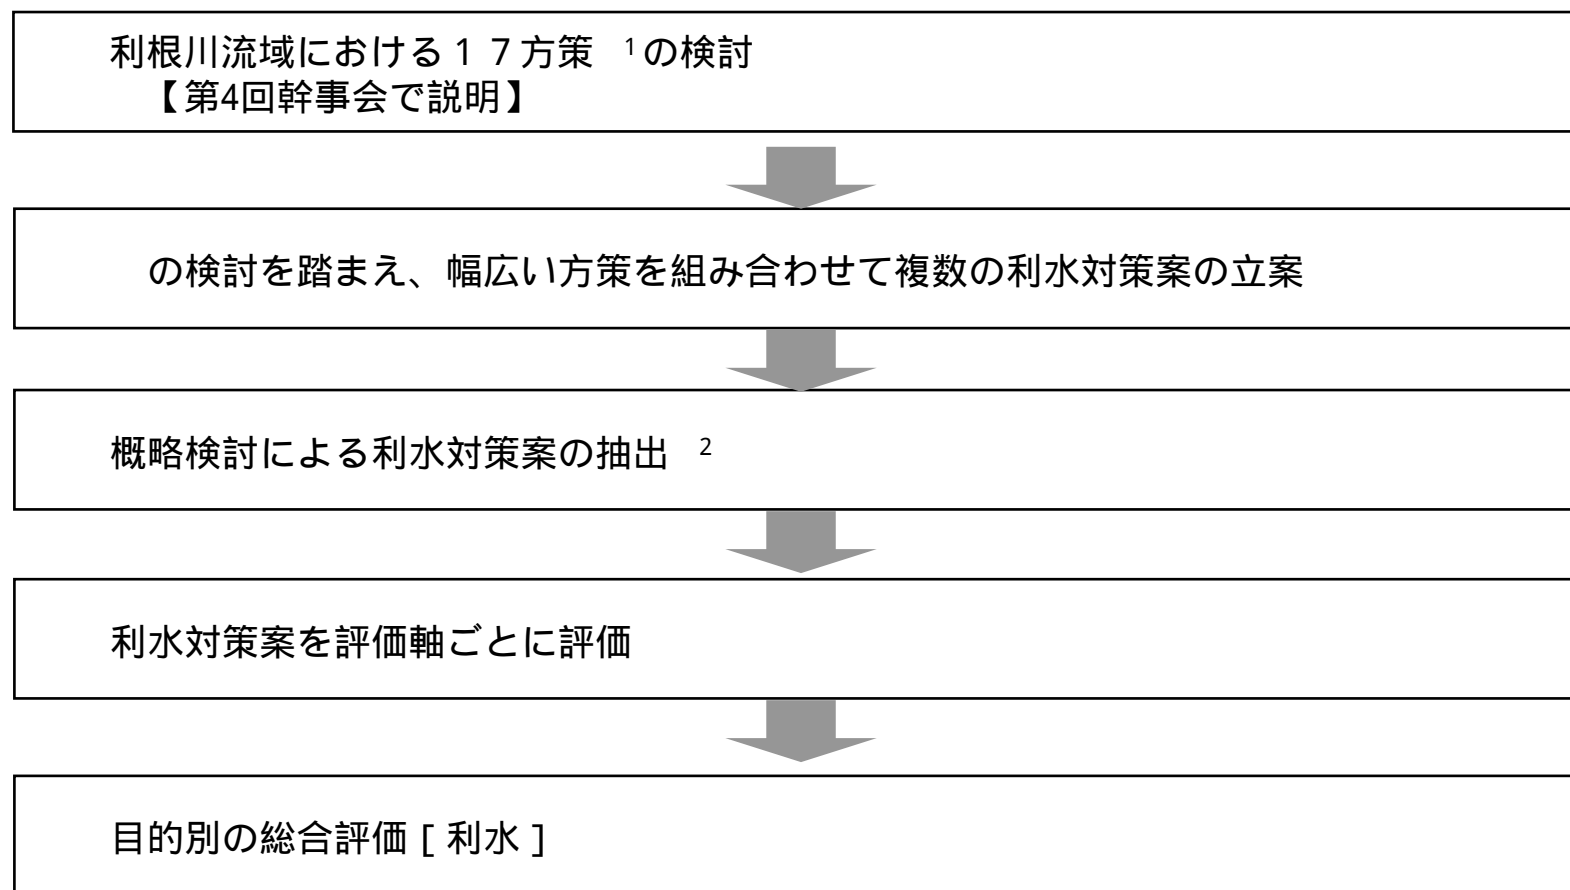 利根川流域における１７方策 1の検討
【第4回幹事会で説明】
の検討を踏まえ、幅広い方策を組み合わせて複数の利水対策案の立案
概略検討による利水対策案の抽出 2
利水対策案を評価軸ごとに評価
目的別の総合評価［利水］